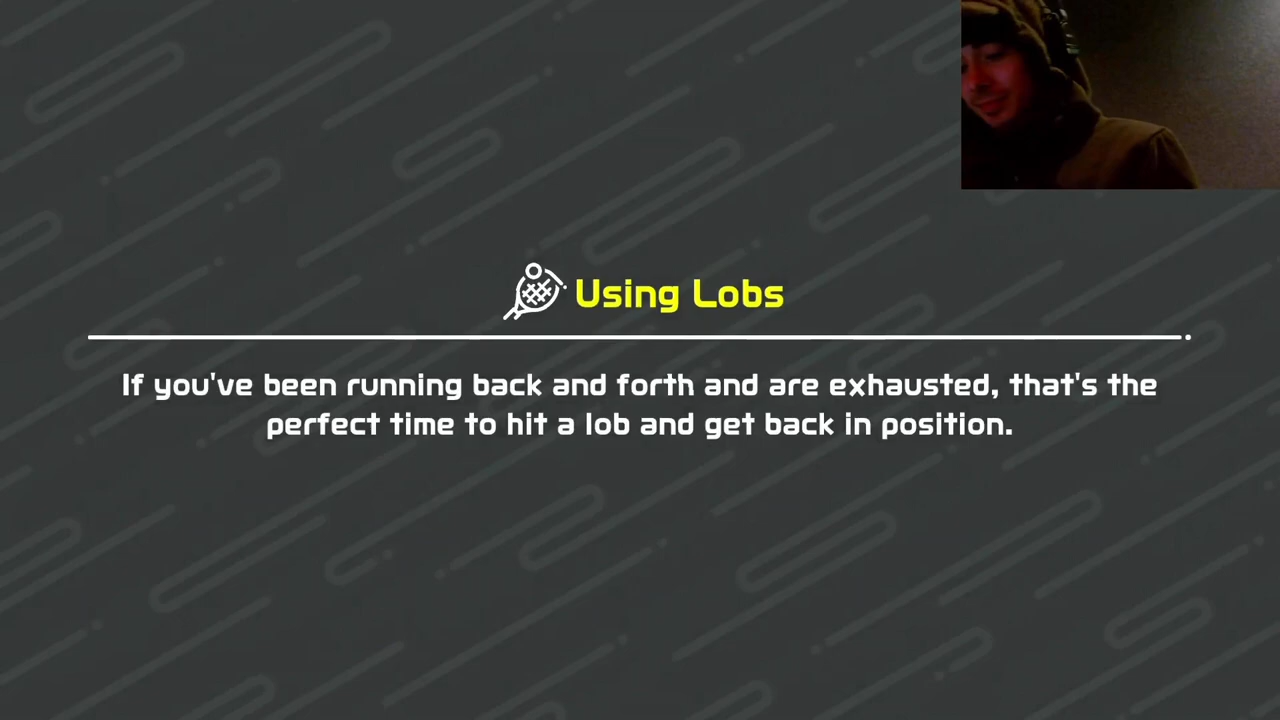 Using Lobs
If you've been running back and forth and are exhausted, that's the
perfect time to hit a lob and get back in position.